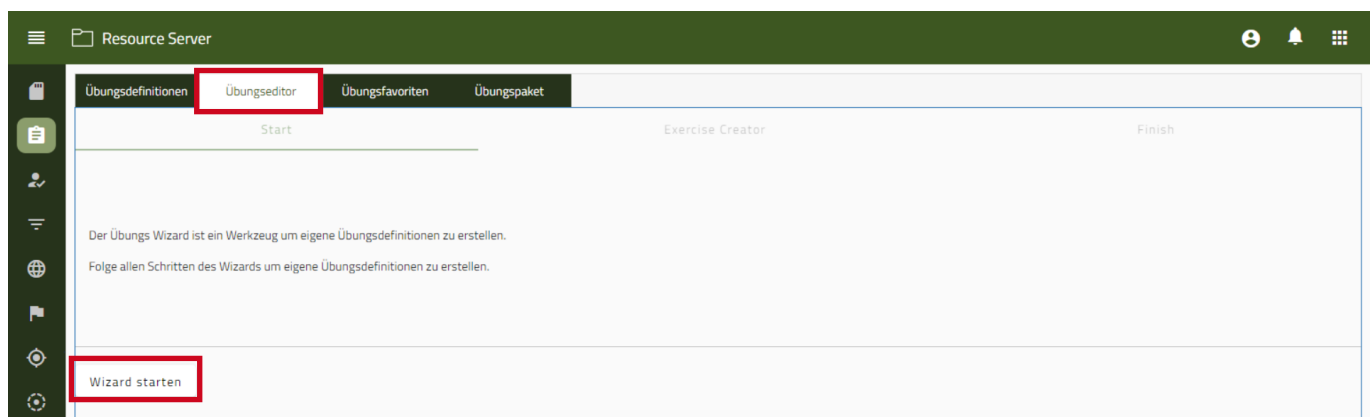 Resource Server
Übungsdefinitionen Übungseditor Übungsfavoriten Übungspaket
Start Exercise Creator Finish
Der Übungs Wizard ist ein Werkzeug um eigene Übungsdefinitionen zu erstellen.
Folge allen Schritten des Wizards um eigene Übungsdefinitionen zu erstellen.
Wizard starten